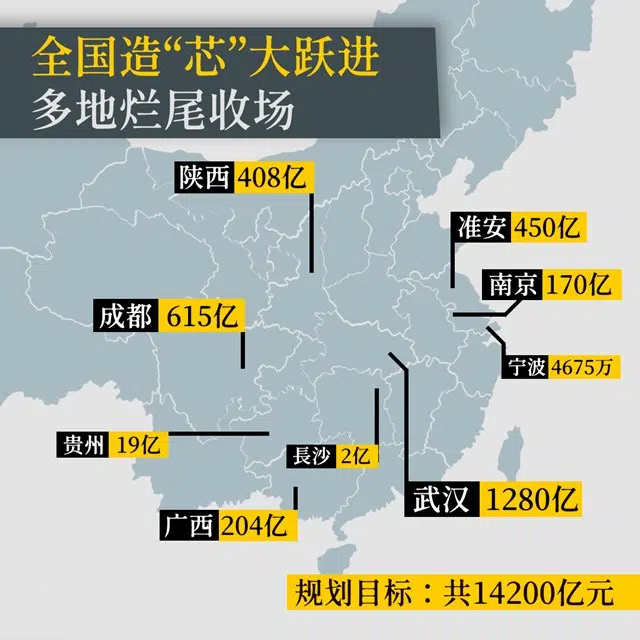 全国造“芯”大跃进
多地烂尾收场
陕西 408亿
准安 450亿
南京 170亿
成都 615亿
宁波 4675万
贵州 19亿
長沙 2亿
武汉 1280亿
广西 204亿
规划目标：共14200亿元